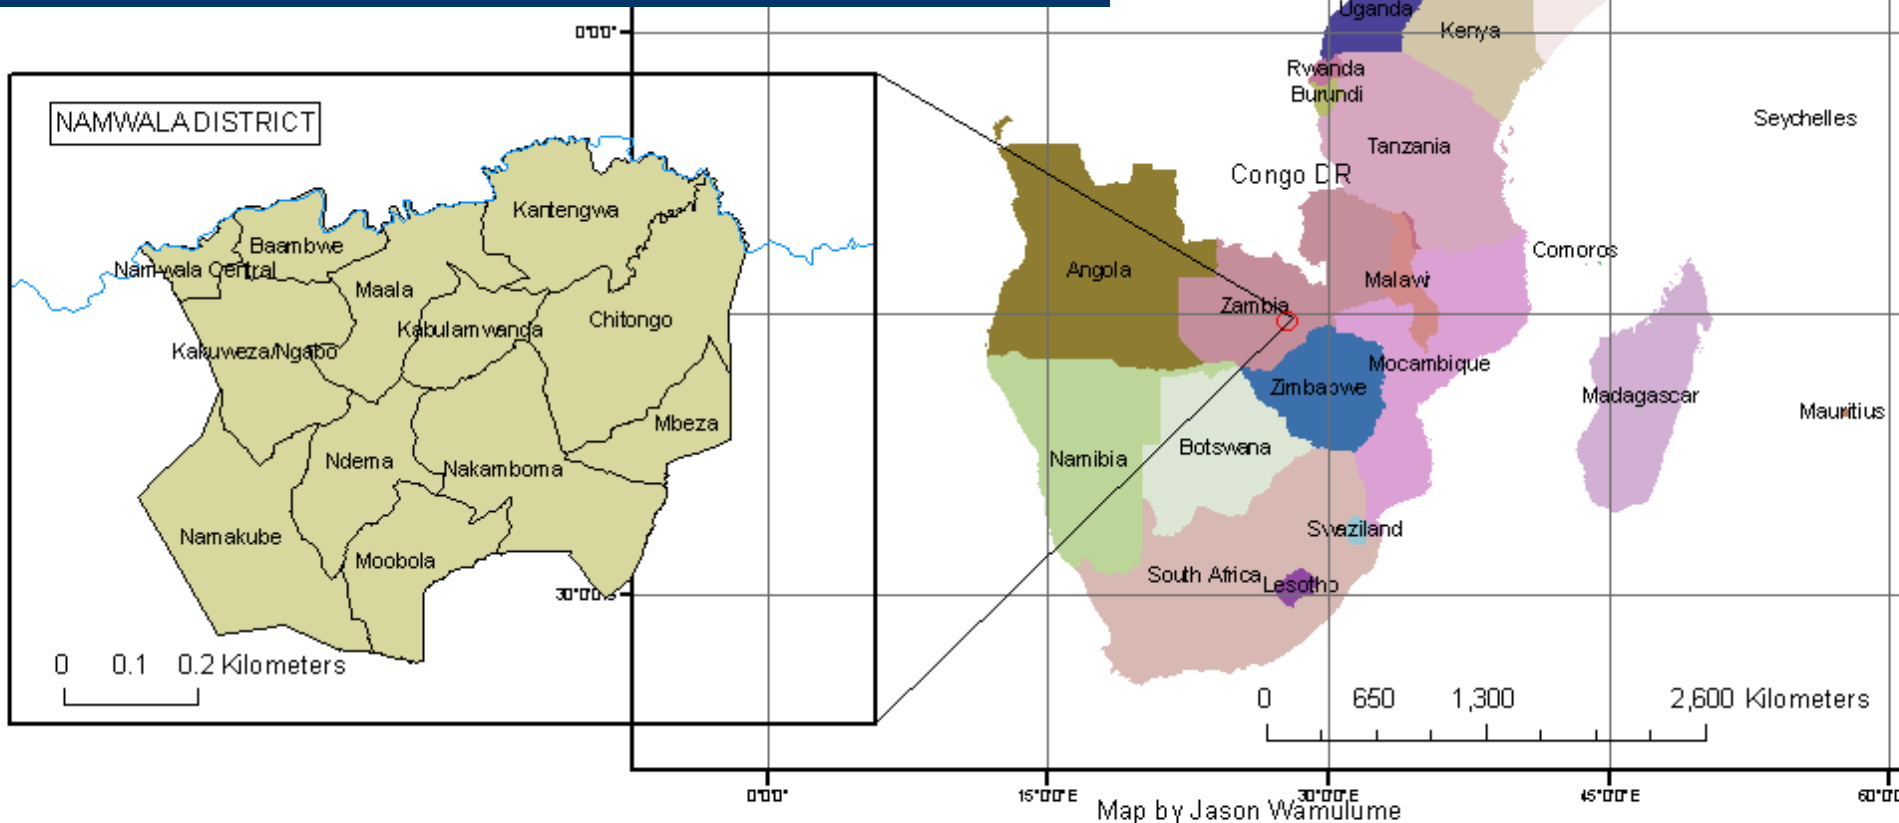 Uganda
0°0'0"
Kenya
Rwanda
Burundi
NAMWALA DISTRICT
Seychelles
Tanzania
Congo DR
Kantengwa
Baambwe
Comoros
Namwala Central
Angola
Malawi
Maala
Zambia
Chitongo
Kabulamwanga
Kakuweza/Ngabo
Mocambique
Zimbabwe
Madagascar
Mauritius
Mbeza
Botswana
Ndema
Namibia
Nakamboma
Swaziland
Namakube
Moobola
South Africa
Lesotho
30°0'0"S
0 0.1 0.2 Kilometers
0 650 1,300 2,600 Kilometers
0°0'0" 15°0'0"E 30°0'0"E 45°0'0"E
Map by Jason Wamulume